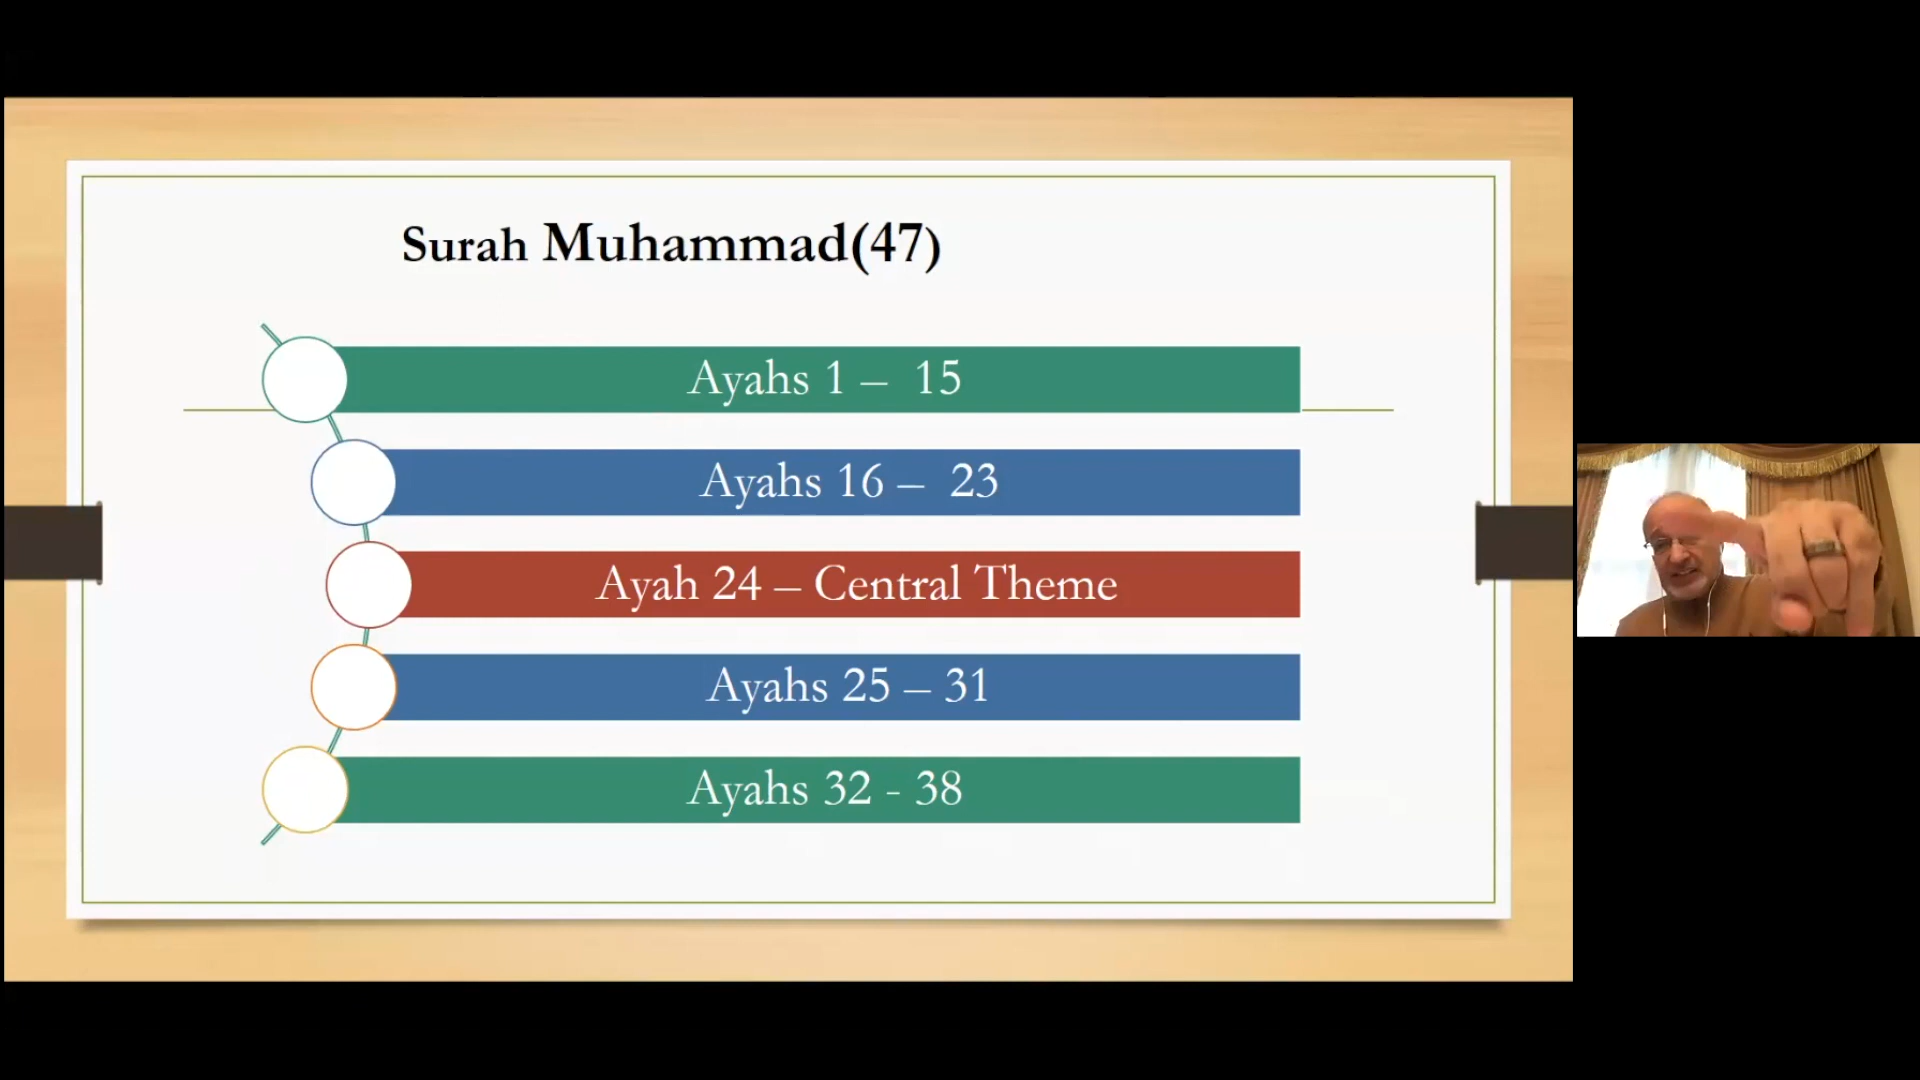 Surah Muhammad(47)
Ayahs 1 – 15
Ayahs 16 – 23
Ayah 24 – Central Theme
Ayahs 25 – 31
Ayahs 32 - 38